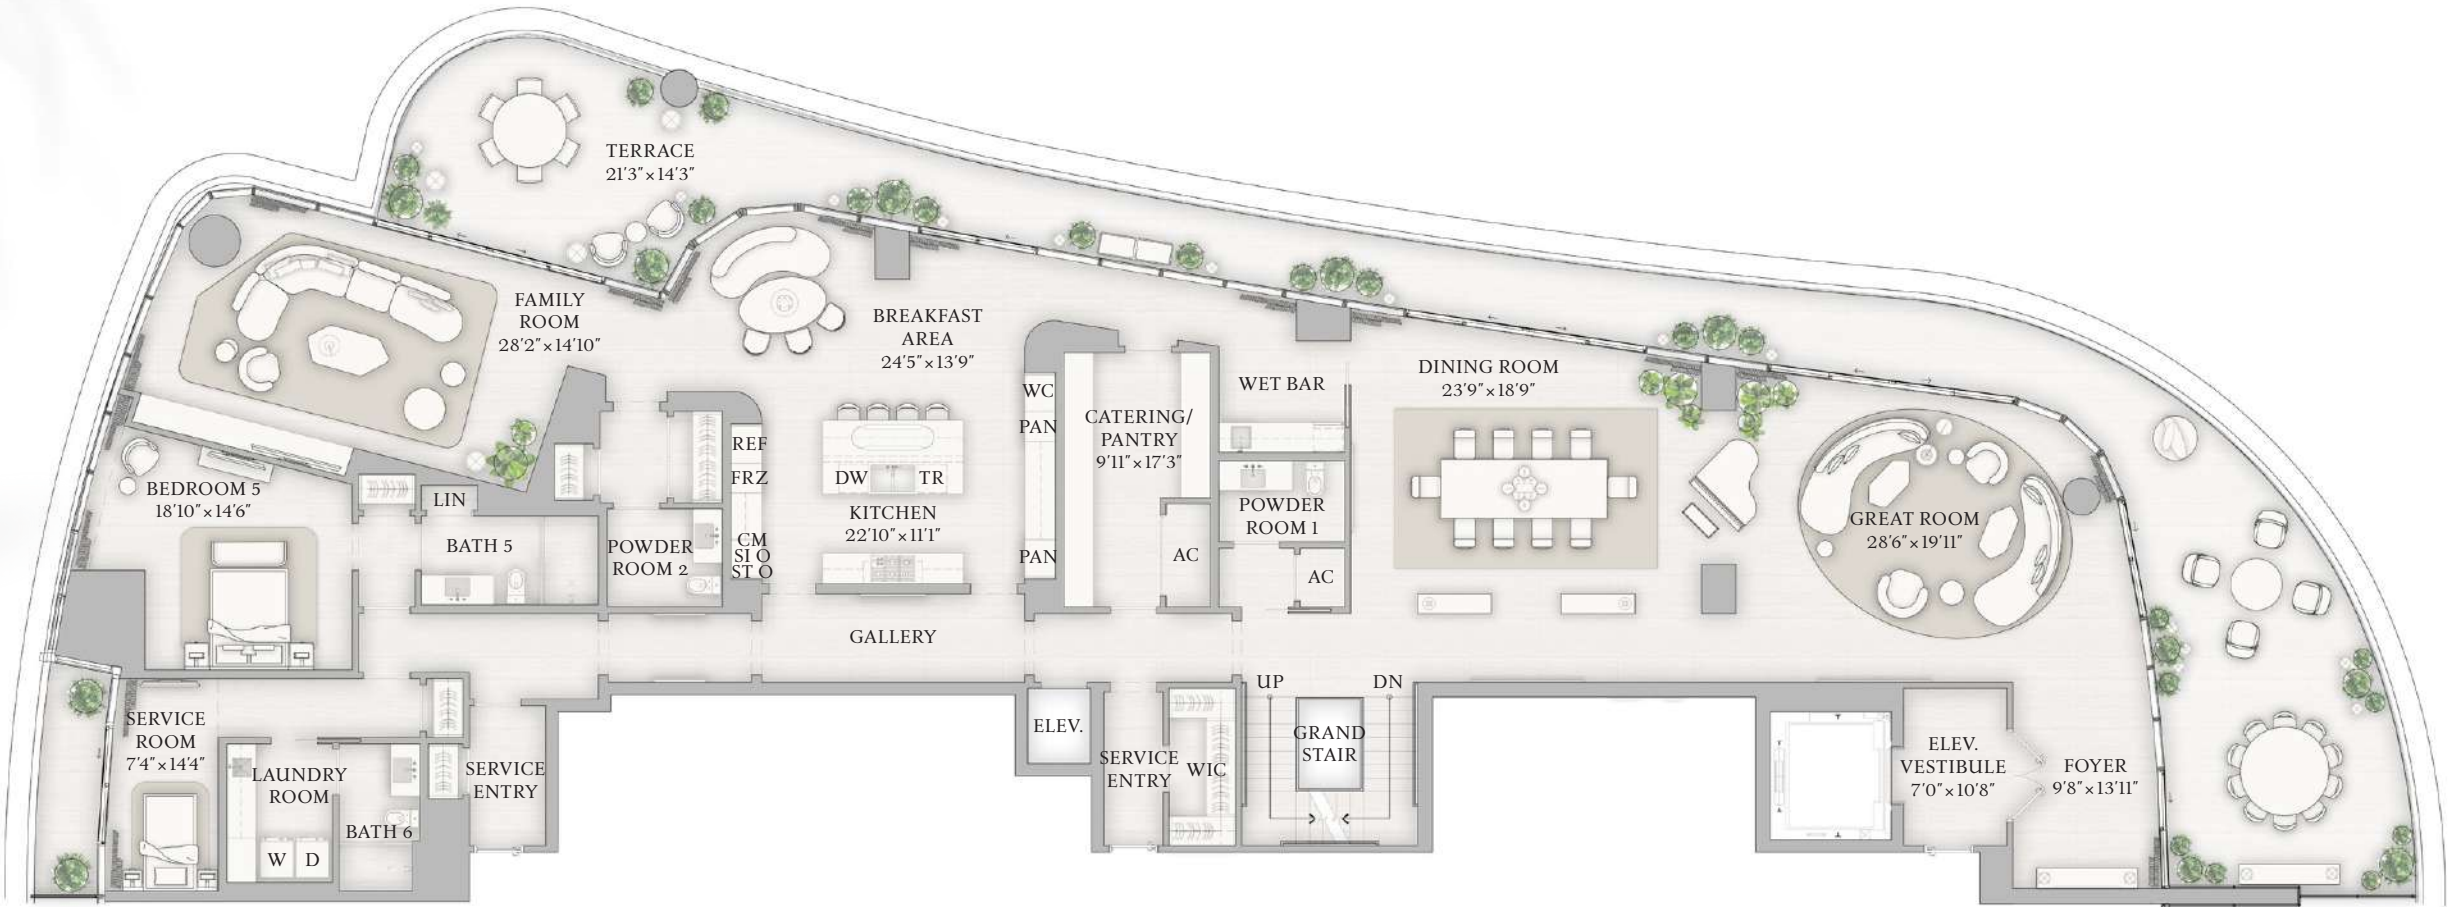 TERRACE
21'3"×14'3"
FAMILY
ROOM
28'2"×14'10"
BREAKFAST
AREA
24'5"×13'9"
WC
PAN
PAN
CATERING/
PANTRY
9'11"×17'3"
AC
WET BAR
POWDER
ROOM 1
AC
DINING ROOM
23'9"×18'9"
GREAT ROOM
28'6"×19'11"
BEDROOM 5
18'10"×14'6"
LIN
BATH 5
POWDER
ROOM 2
REF
FRZ
CM
SI O
ST O
DW
TR
KITCHEN
22'10"×11'1"
GALLERY
SERVICE
ROOM
7'4"×14'4"
LAUNDRY
ROOM
W
D
BATH 6
SERVICE
ENTRY
ELEV.
SERVICE
ENTRY
WIC
UP
DN
GRAND
STAIR
ELEV.
VESTIBULE
7'0"×10'8"
FOYER
9'8"×13'11"